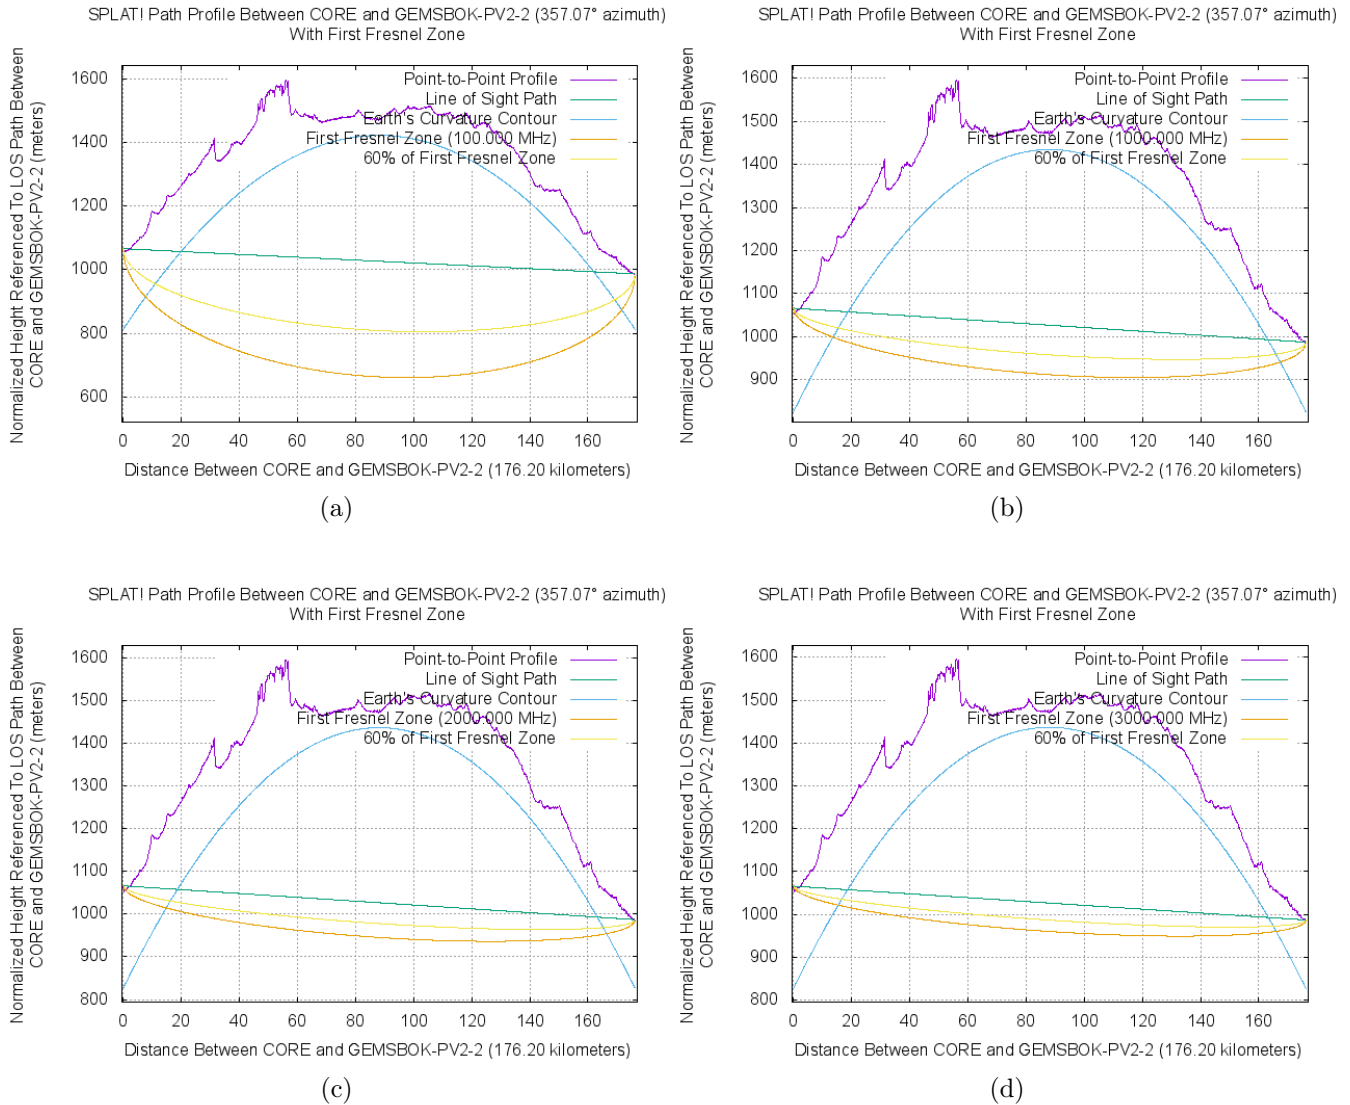 SPLAT! Path Profile Between CORE and GEMSBOK-PV2-2 (357.07° azimuth)
With First Fresnel Zone
Normalized Height Referenced To LOS Path Between
CORE and GEMSBOK-PV2-2 (meters)
1600
1400
1200
1000
800
600
Point-to-Point Profile
Line of Sight Path
Earth's Curvature Contour
First Fresnel Zone (100.000 MHz)
60% of First Fresnel Zone
0 20 40 60 80 100 120 140 160
Distance Between CORE and GEMSBOK-PV2-2 (176.20 kilometers)
(a)
SPLAT! Path Profile Between CORE and GEMSBOK-PV2-2 (357.07° azimuth)
With First Fresnel Zone
Normalized Height Referenced To LOS Path Between
CORE and GEMSBOK-PV2-2 (meters)
1600
1500
1400
1300
1200
1100
1000
900
Point-to-Point Profile
Line of Sight Path
Earth's Curvature Contour
First Fresnel Zone (1000.000 MHz)
60% of First Fresnel Zone
0 20 40 60 80 100 120 140 160
Distance Between CORE and GEMSBOK-PV2-2 (176.20 kilometers)
(b)
SPLAT! Path Profile Between CORE and GEMSBOK-PV2-2 (357.07° azimuth)
With First Fresnel Zone
Normalized Height Referenced To LOS Path Between
CORE and GEMSBOK-PV2-2 (meters)
1600
1500
1400
1300
1200
1100
1000
900
800
Point-to-Point Profile
Line of Sight Path
Earth's Curvature Contour
First Fresnel Zone (2000.000 MHz)
60% of First Fresnel Zone
0 20 40 60 80 100 120 140 160
Distance Between CORE and GEMSBOK-PV2-2 (176.20 kilometers)
(c)
SPLAT! Path Profile Between CORE and GEMSBOK-PV2-2 (357.07° azimuth)
With First Fresnel Zone
Normalized Height Referenced To LOS Path Between
CORE and GEMSBOK-PV2-2 (meters)
1600
1500
1400
1300
1200
1100
1000
900
800
Point-to-Point Profile
Line of Sight Path
Earth's Curvature Contour
First Fresnel Zone (3000.000 MHz)
60% of First Fresnel Zone
0 20 40 60 80 100 120 140 160
Distance Between CORE and GEMSBOK-PV2-2 (176.20 kilometers)
(d)